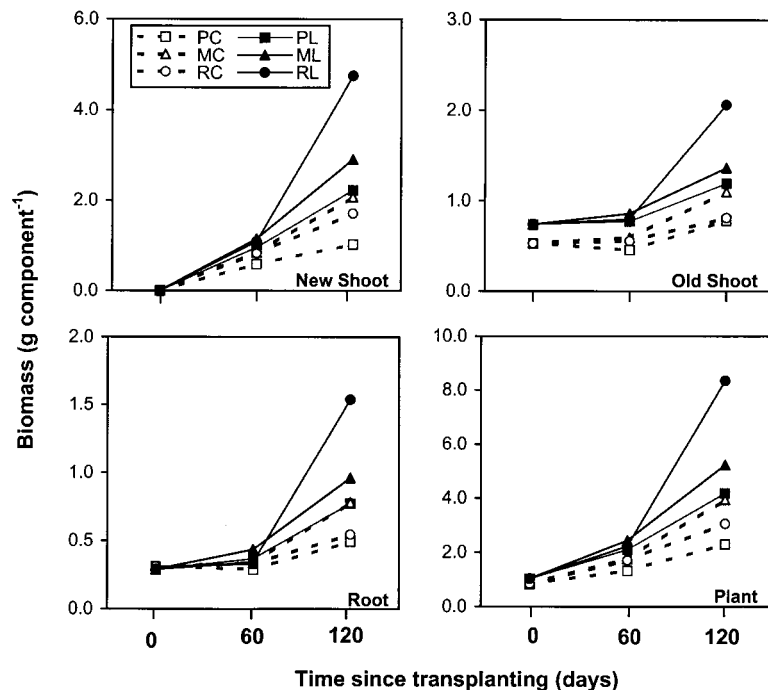 6.0
4.0
2.0
0.0
PC PL
MC ML
RC RL
New Shoot
3.0
2.0
1.0
0.0
Old Shoot
Biomass (g component⁻¹)
2.0
1.5
1.0
0.5
0.0
Root
0 60 120
10.0
8.0
6.0
4.0
2.0
0.0
Plant
0 60 120
Time since transplanting (days)